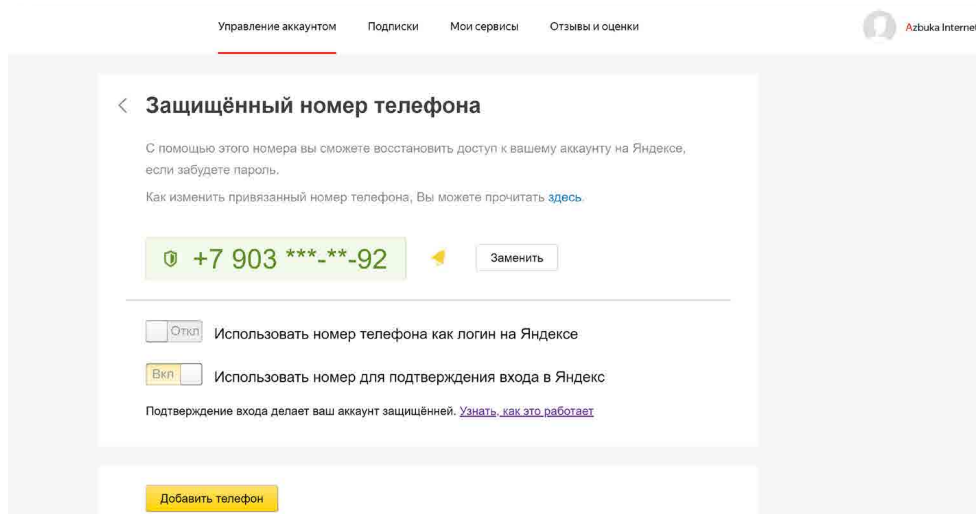 Управление аккаунтом Подписки Мои сервисы Отзывы и оценки Azbuka Internet
Защищённый номер телефона
С помощью этого номера вы сможете восстановить доступ к вашему аккаунту на Яндексе,
если забудете пароль.
Как изменить привязанный номер телефона, Вы можете прочитать здесь.
+7 903 ***-**-92 Заменить
Откл Использовать номер телефона как логин на Яндексе
Вкл Использовать номер для подтверждения входа в Яндекс
Подтверждение входа делает ваш аккаунт защищённей. Узнать, как это работает
Добавить телефон